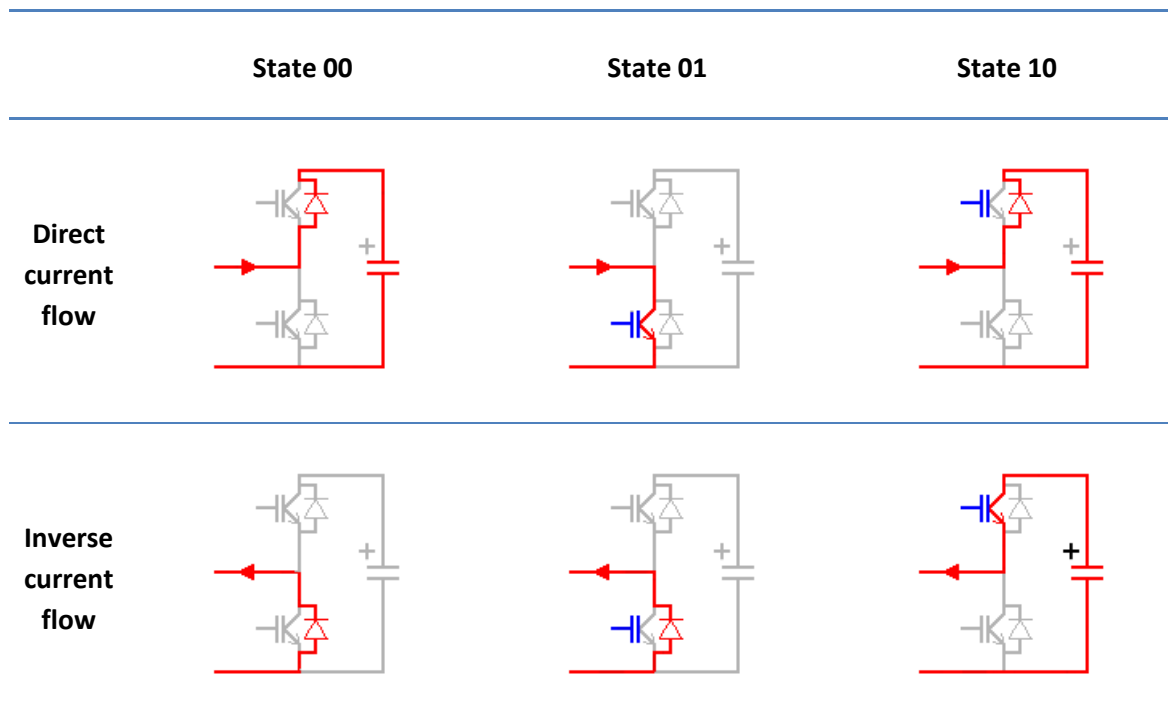 State 00
State 01
State 10
Direct
current
flow
+
+
+
Inverse
current
flow
+
+
+